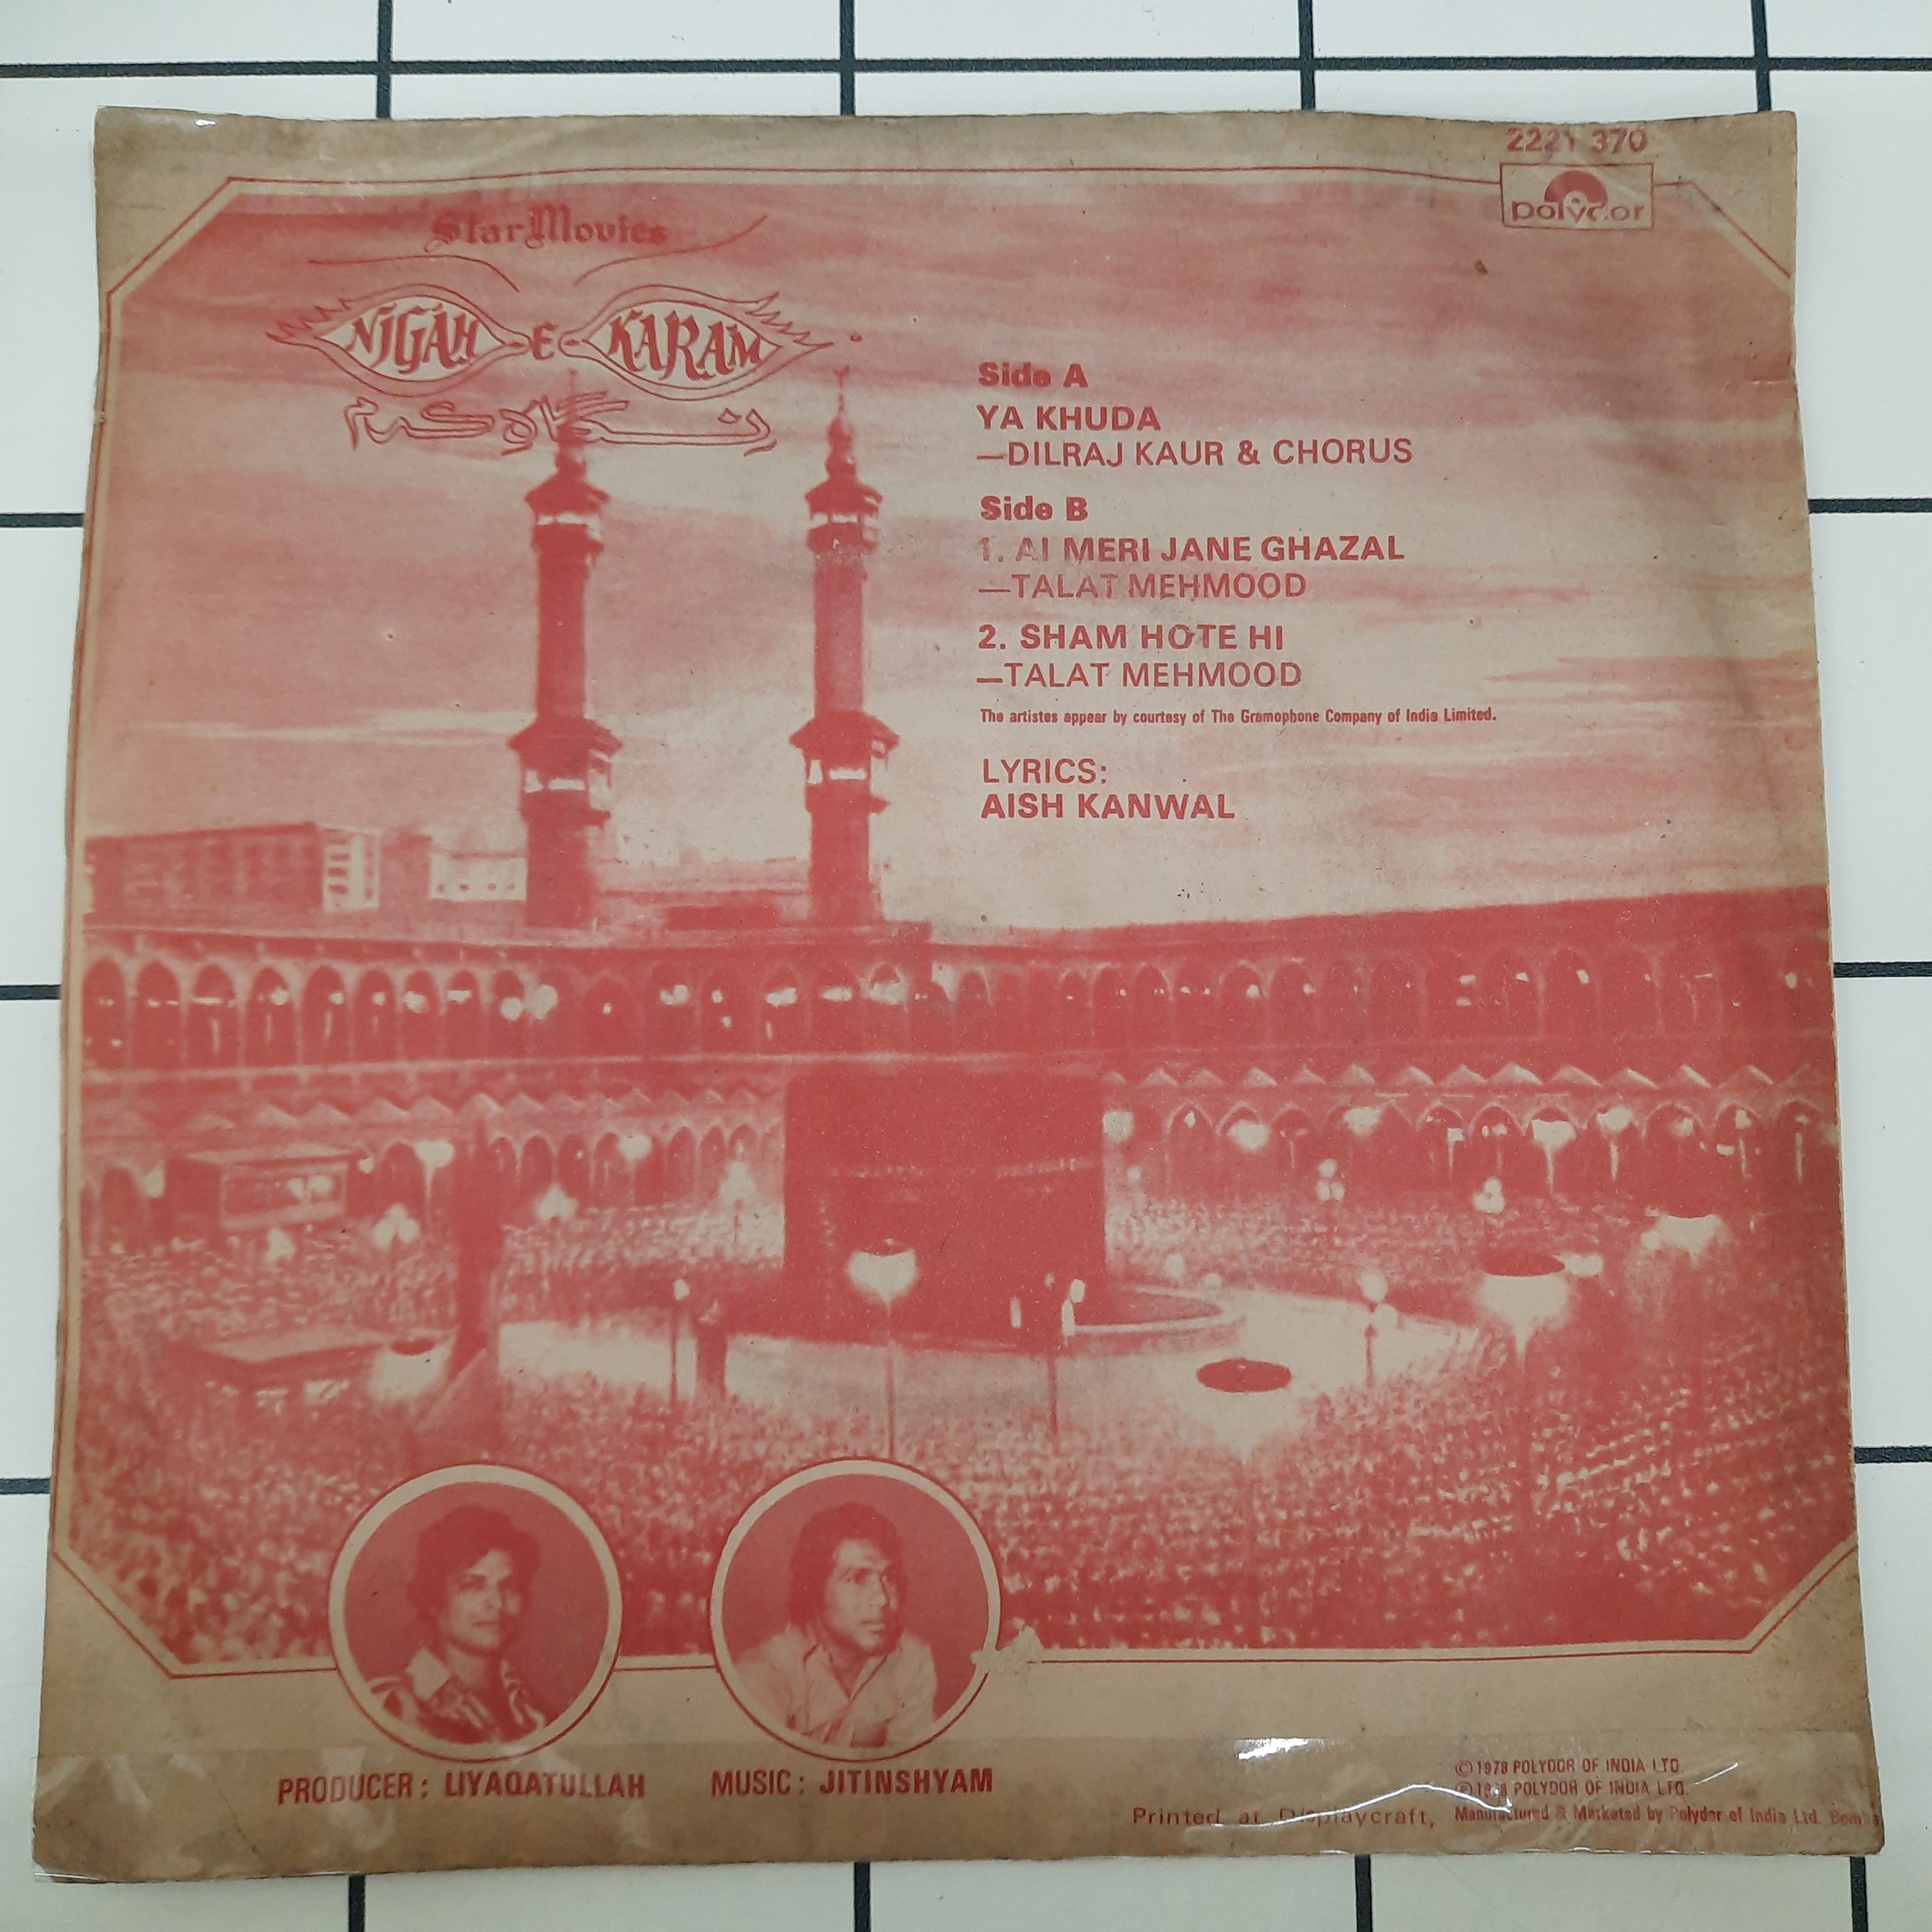 2221 370
polydor
Star Movies
NIGAH -E- KARAM
نگاہ کرم
Side A
YA KHUDA
—DILRAJ KAUR & CHORUS
Side B
1. AI MERI JANE GHAZAL
—TALAT MEHMOOD
2. SHAM HOTE HI
—TALAT MEHMOOD
The artistes appear by courtesy of The Gramophone Company of India Limited.
LYRICS:
AISH KANWAL
PRODUCER: LIYAQATULLAH
MUSIC: JITINSHYAM
© 1978 POLYDOR OF INDIA LTD.
℗ 1978 POLYDOR OF INDIA LTD.
Printed at Displaycraft, Manufactured & Marketed by Polydor of India Ltd.